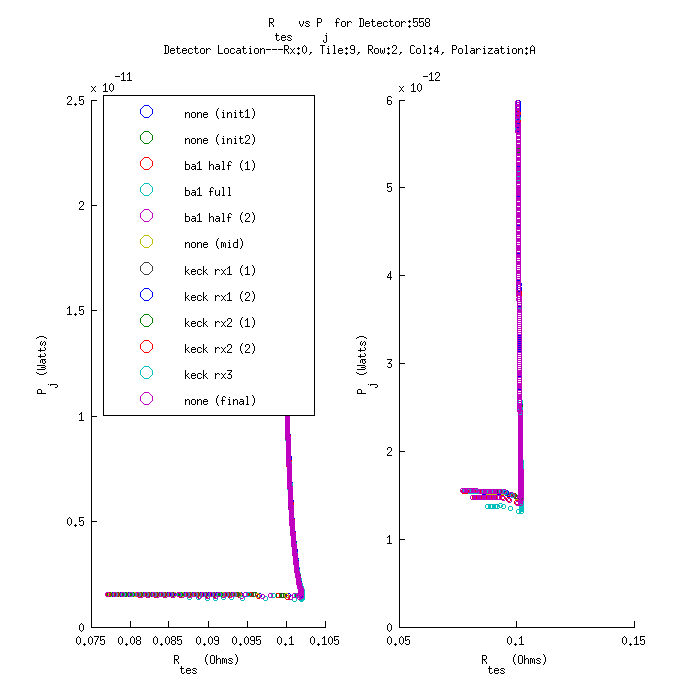 R    vs P  for Detector:558
tes    j
Detector Location---Rx:0, Tile:9, Row:2, Col:4, Polarization:A
x 10-11
2.5
2
1.5
1
0.5
0
P
j
(Watts)
none (init1)
none (init2)
ba1 half (1)
ba1 full
ba1 half (2)
none (mid)
keck rx1 (1)
keck rx1 (2)
keck rx2 (1)
keck rx2 (2)
keck rx3
none (final)
0.075 0.08 0.085 0.09 0.095 0.1 0.105
R    (Ohms)
tes
x 10-12
6
5
4
3
2
1
0
P
j
(Watts)
0.05 0.1 0.15
R    (Ohms)
tes